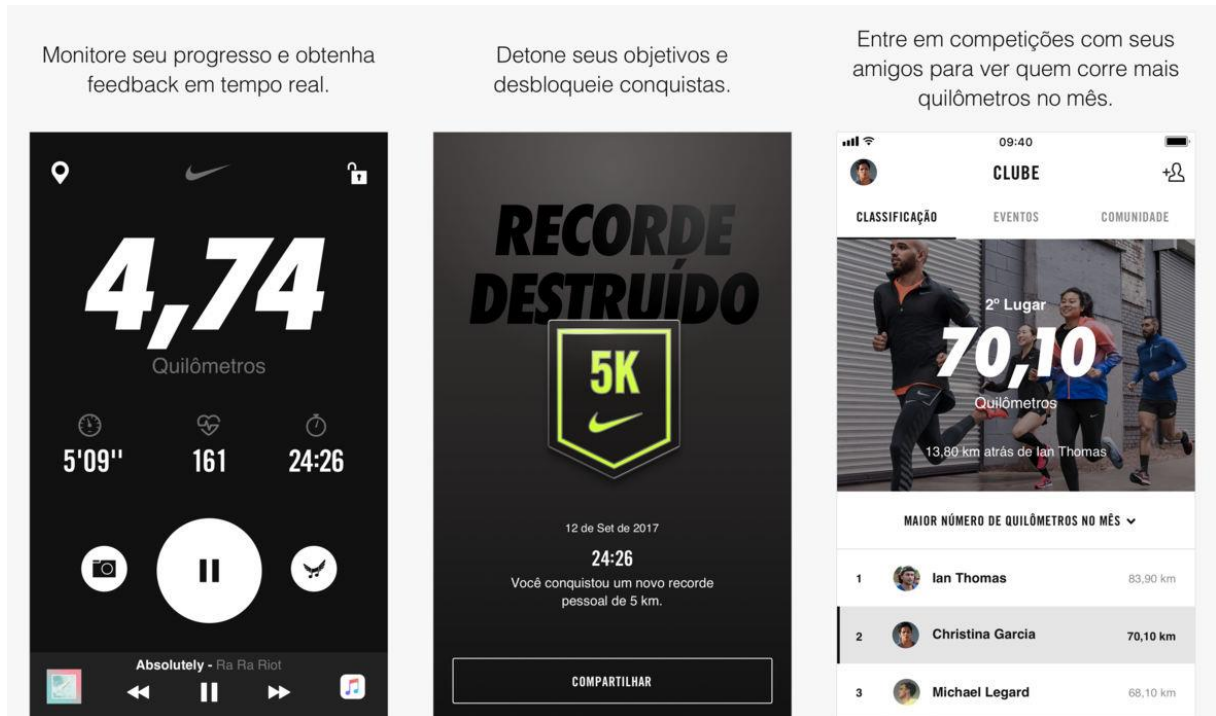 Monitore seu progresso e obtenha
feedback em tempo real.
4,74
Quilômetros
5'09''
161
24:26
Absolutely - Ra Ra Riot
Detone seus objetivos e
desbloqueie conquistas.
RECORDE
DESTRUÍDO
5K
12 de Set de 2017
24:26
Você conquistou um novo recorde
pessoal de 5 km.
COMPARTILHAR
Entre em competições com seus
amigos para ver quem corre mais
quilômetros no mês.
09:40
CLUBE
CLASSIFICAÇÃO EVENTOS COMUNIDADE
2º Lugar
70,10
Quilômetros
13,80 km atrás de Ian Thomas
MAIOR NÚMERO DE QUILÔMETROS NO MÊS
1 Ian Thomas 83,90 km
2 Christina Garcia 70,10 km
3 Michael Legard 68,10 km